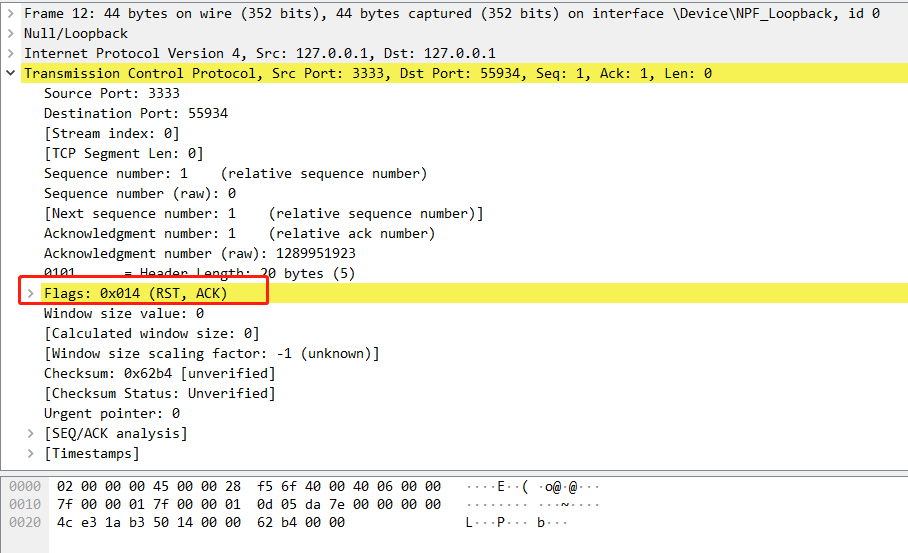 Frame 12: 44 bytes on wire (352 bits), 44 bytes captured (352 bits) on interface \Device\NPF_Loopback, id 0
Null/Loopback
Internet Protocol Version 4, Src: 127.0.0.1, Dst: 127.0.0.1
Transmission Control Protocol, Src Port: 3333, Dst Port: 55934, Seq: 1, Ack: 1, Len: 0
Source Port: 3333
Destination Port: 55934
[Stream index: 0]
[TCP Segment Len: 0]
Sequence number: 1    (relative sequence number)
Sequence number (raw): 0
[Next sequence number: 1    (relative sequence number)]
Acknowledgment number: 1    (relative ack number)
Acknowledgment number (raw): 1289951923
0101 .... = Header Length: 20 bytes (5)
Flags: 0x014 (RST, ACK)
Window size value: 0
[Calculated window size: 0]
[Window size scaling factor: -1 (unknown)]
Checksum: 0x62b4 [unverified]
[Checksum Status: Unverified]
Urgent pointer: 0
[SEQ/ACK analysis]
[Timestamps]
0000  02 00 00 00 45 00 00 28  f5 6f 40 00 40 06 00 00   ····E··( ·o@·@···
0010  7f 00 00 01 7f 00 00 01  0d 05 da 7e 00 00 00 00   ········ ···~····
0020  4c e3 1a b3 50 14 00 00  62 b4 00 00               L···P··· b···